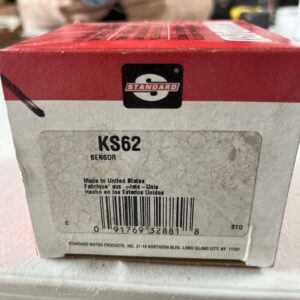 STANDARD
KS62
SENSOR
Made in United States
Fabriqué aux États-Unis
Hecho en los Estados Unidos
C
0 91769 32881 8
STD
STANDARD MOTOR PRODUCTS, INC. 37-18 NORTHERN BLVD. LONG ISLAND CITY, NY 11101